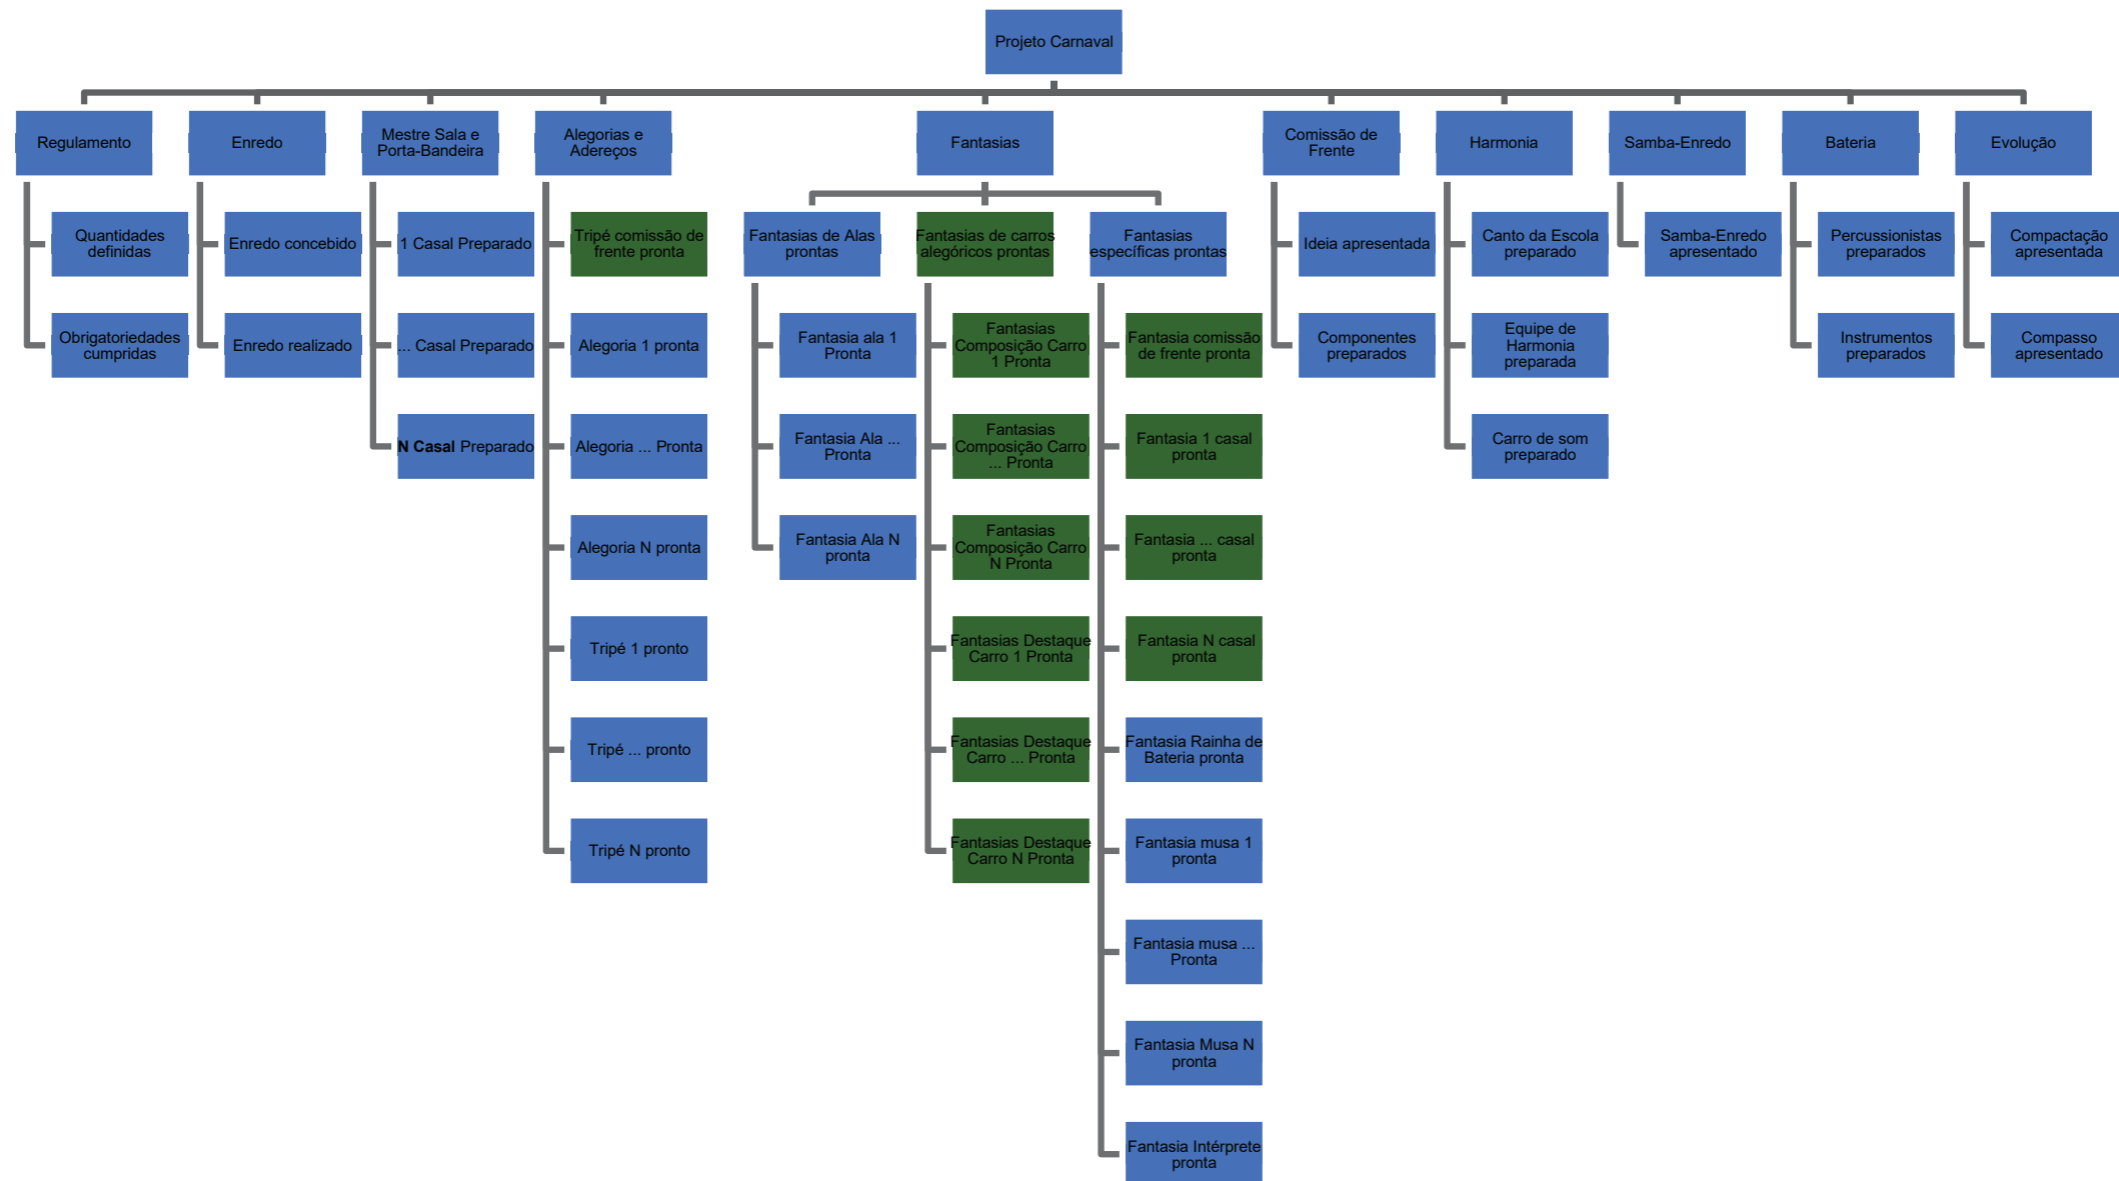 Projeto Carnaval
Regulamento
Quantidades
definidas
Obrigatoriedades
cumpridas
Enredo
Enredo concebido
Enredo realizado
Mestre Sala e
Porta-Bandeira
1 Casal Preparado
... Casal Preparado
N Casal Preparado
Alegorias e
Adereços
Tripé comissão de
frente pronta
Alegoria 1 pronta
Alegoria ... Pronta
Alegoria N pronta
Tripé 1 pronto
Tripé ... pronto
Tripé N pronto
Fantasias
Fantasias de Alas
prontas
Fantasia ala 1
Pronta
Fantasia Ala ...
Pronta
Fantasia Ala N
pronta
Fantasias de carros
alegóricos prontas
Fantasias
Composição Carro
1 Pronta
Fantasias
Composição Carro
... Pronta
Fantasias
Composição Carro
N Pronta
Fantasias Destaque
Carro 1 Pronta
Fantasias Destaque
Carro ... Pronta
Fantasias Destaque
Carro N Pronta
Fantasias
específicas prontas
Fantasia comissão
de frente pronta
Fantasia 1 casal
pronta
Fantasia ... casal
pronta
Fantasia N casal
pronta
Fantasia Rainha de
Bateria pronta
Fantasia musa 1
pronta
Fantasia musa ...
Pronta
Fantasia Musa N
pronta
Fantasia Intérprete
pronta
Comissão de
Frente
Ideia apresentada
Componentes
preparados
Harmonia
Canto da Escola
preparado
Equipe de
Harmonia
preparada
Carro de som
preparado
Samba-Enredo
Samba-Enredo
apresentado
Bateria
Percussionistas
preparados
Instrumentos
preparados
Evolução
Compactação
apresentada
Compasso
apresentado